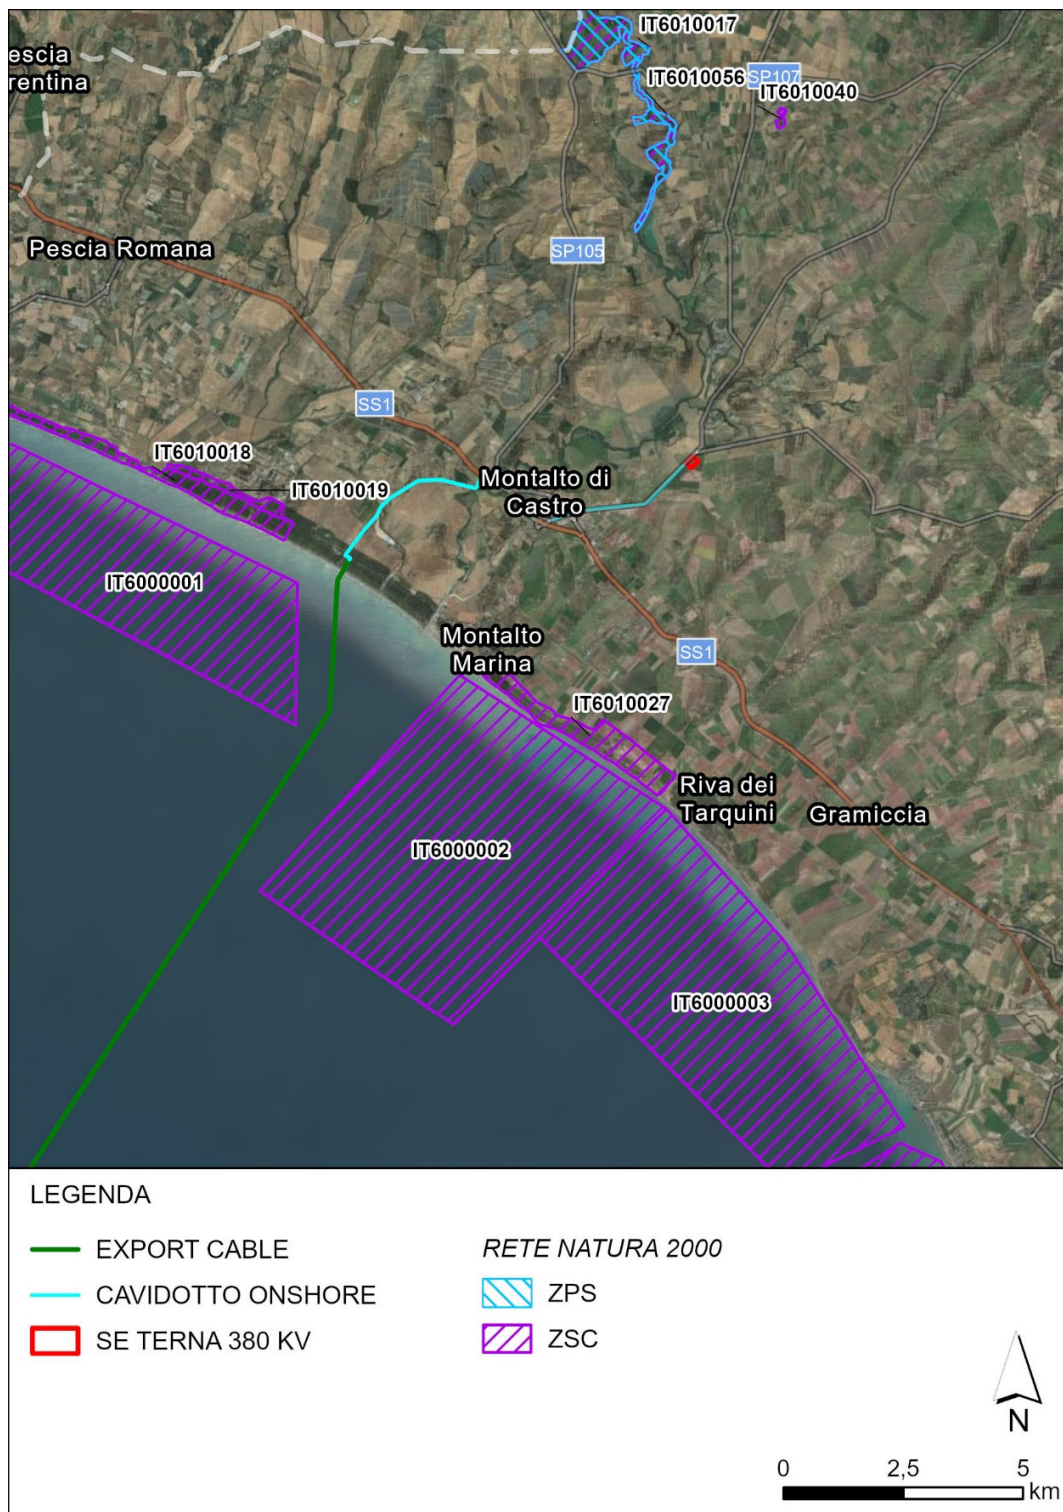 IT6010017
escia
rentina
IT6010056
SP107
IT6010040
Pescia Romana
SP105
SS1
IT6010018
IT6010019
Montalto di
Castro
IT6000001
Montalto
Marina
SS1
IT6010027
Riva dei
Tarquini
Gramiccia
IT6000002
IT6000003
LEGENDA
EXPORT CABLE
CAVIDOTTO ONSHORE
SE TERNA 380 KV
RETE NATURA 2000
ZPS
ZSC
N
0 2,5 5
km